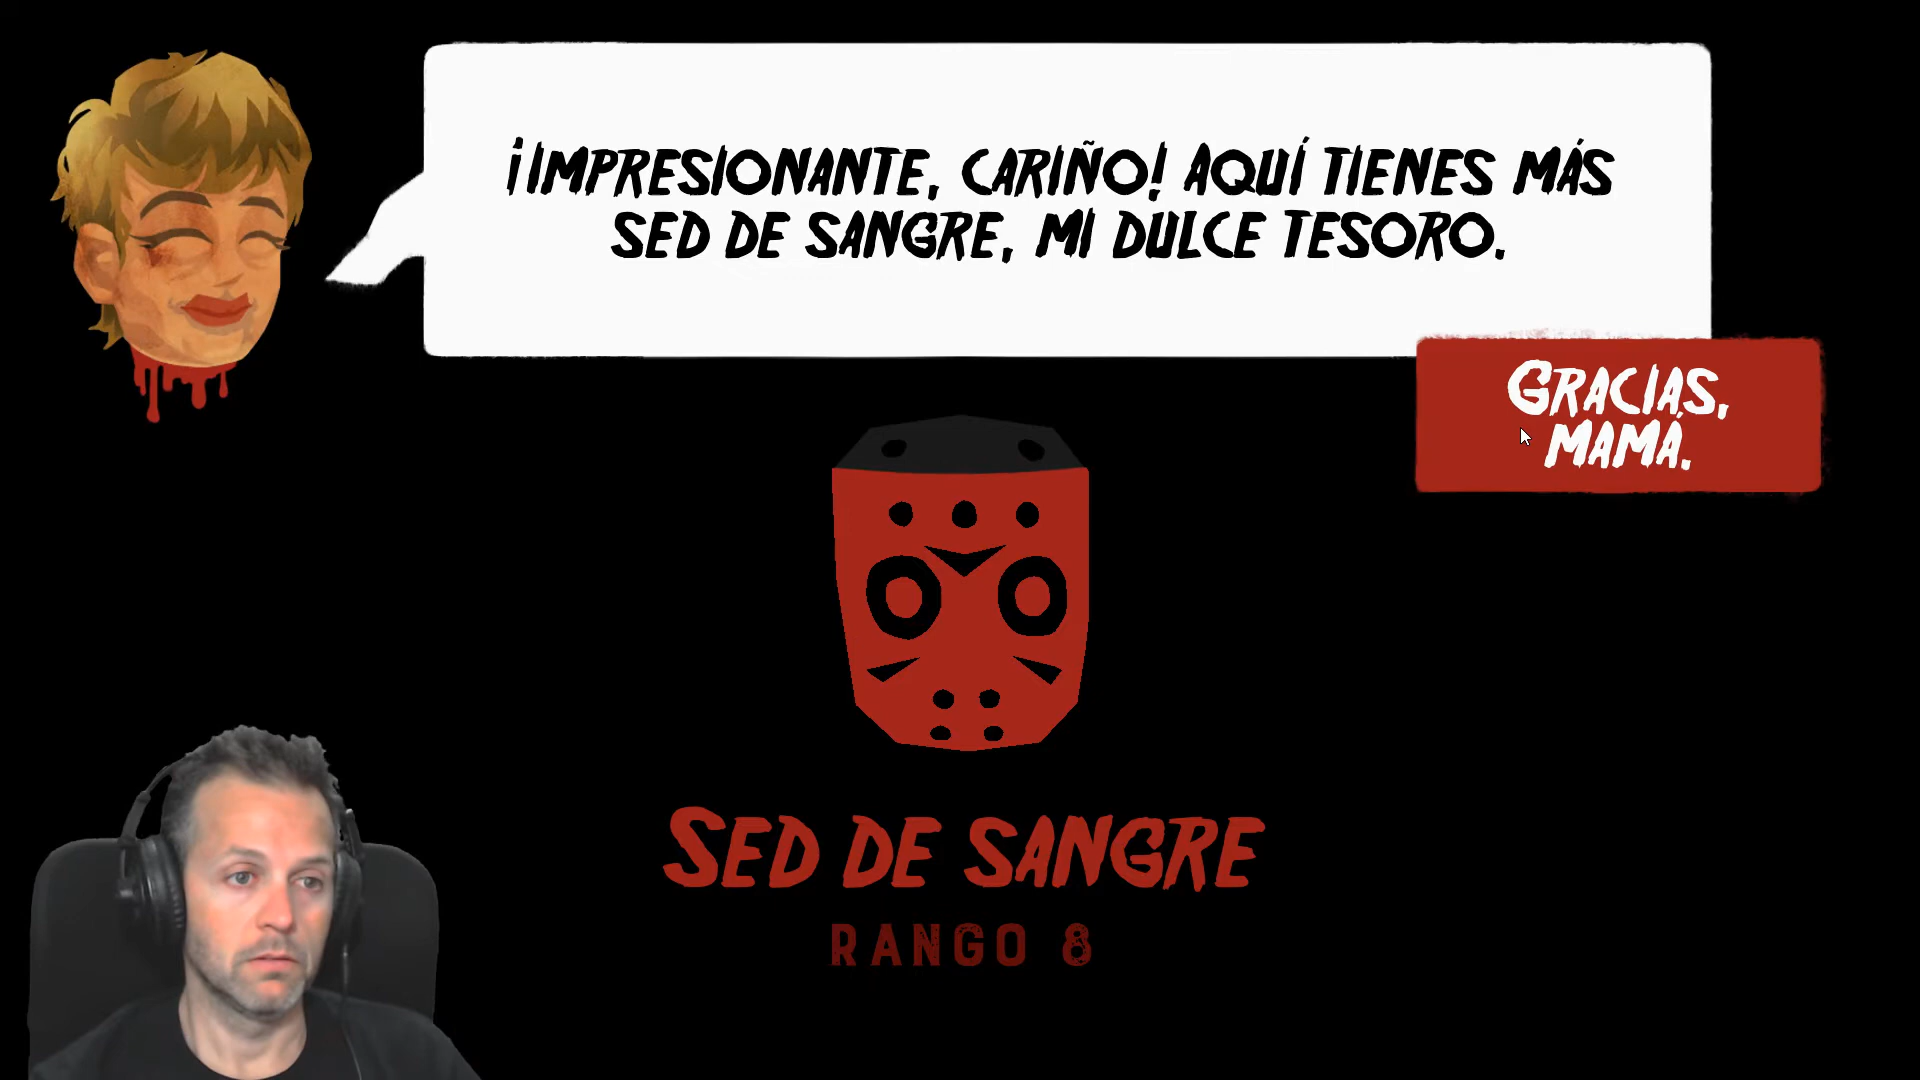 ¡IMPRESIONANTE, CARIÑO! AQUÍ TIENES MÁS
SED DE SANGRE, MI DULCE TESORO.
GRACIAS,
MAMÁ.
SED DE SANGRE
RANGO 8